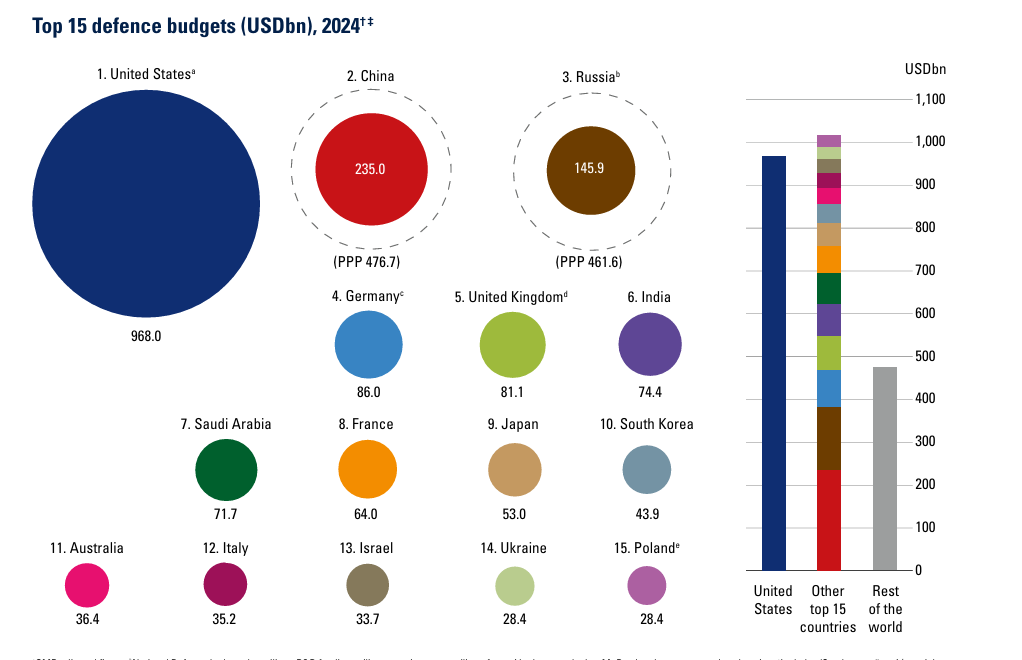 Top 15 defence budgets (USDbn), 2024†‡
1. United Statesᵃ
968.0
2. China
235.0
(PPP 476.7)
3. Russiaᵇ
145.9
(PPP 461.6)
4. Germanyᶜ
86.0
5. United Kingdomᵈ
81.1
6. India
74.4
7. Saudi Arabia
71.7
8. France
64.0
9. Japan
53.0
10. South Korea
43.9
11. Australia
36.4
12. Italy
35.2
13. Israel
33.7
14. Ukraine
28.4
15. Polandᵉ
28.4
USDbn
1,100
1,000
900
800
700
600
500
400
300
200
100
0
United
States
Other
top 15
countries
Rest
of the
world